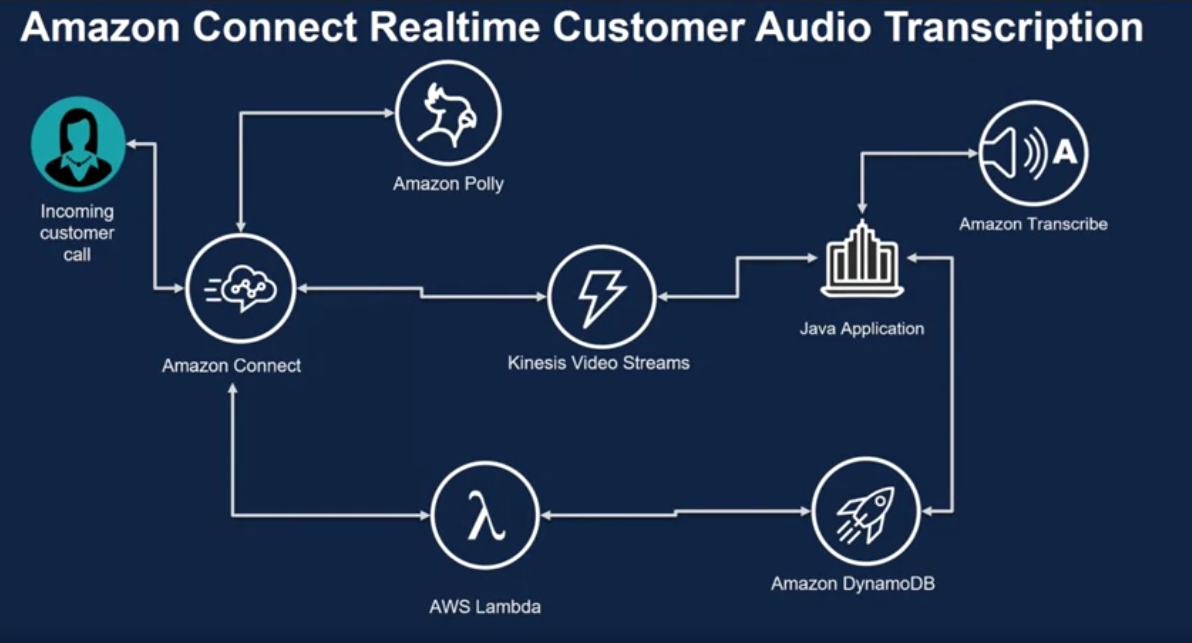 Amazon Connect Realtime Customer Audio Transcription
Incoming
customer
call
Amazon Polly
A
Amazon Transcribe
Amazon Connect
Kinesis Video Streams
Java Application
λ
AWS Lambda
Amazon DynamoDB